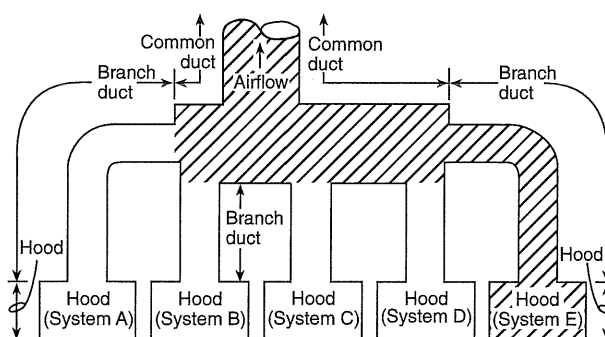 Common
duct
Common
duct
Branch
duct
Airflow
Branch
duct
Branch
duct
Hood
Hood
Hood
(System A)
Hood
(System B)
Hood
(System C)
Hood
(System D)
Hood
(System E)